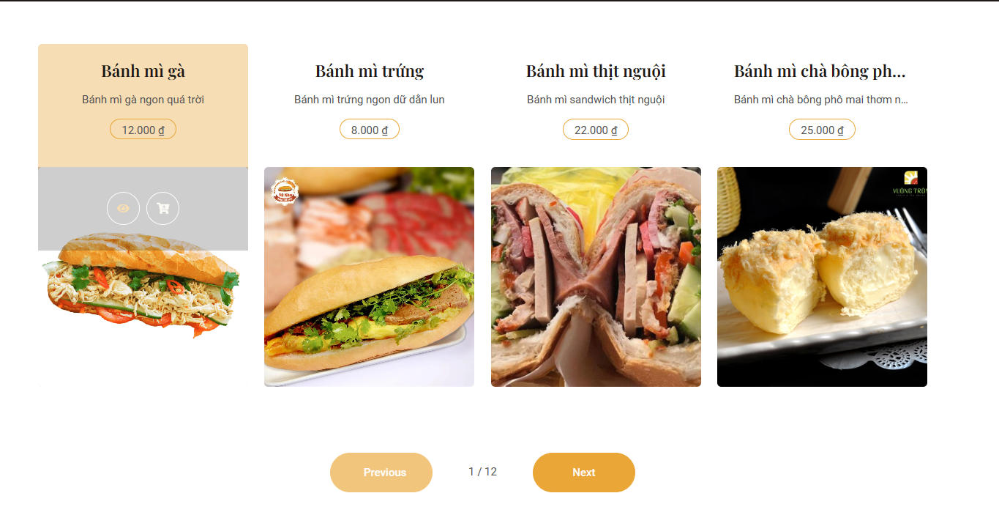 Bánh mì gà
Bánh mì gà ngon quá trời
12.000 ₫
Bánh mì trứng
Bánh mì trứng ngon dữ dằn lun
8.000 ₫
Bánh mì thịt nguội
Bánh mì sandwich thịt nguội
22.000 ₫
Bánh mì chà bông ph...
Bánh mì chà bông phô mai thơm n...
25.000 ₫
VUÔNG TRÒN
Previous
1 / 12
Next